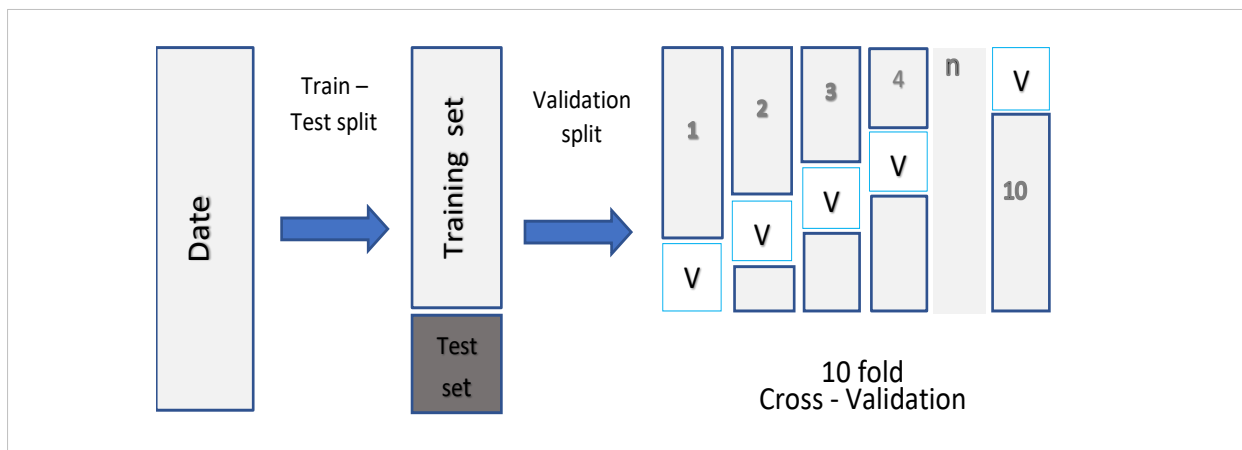 Date
Train –
Test split
Training set
Test
set
Validation
split
1
V
2
V
3
V
4
V
n
V
10
10 fold
Cross - Validation